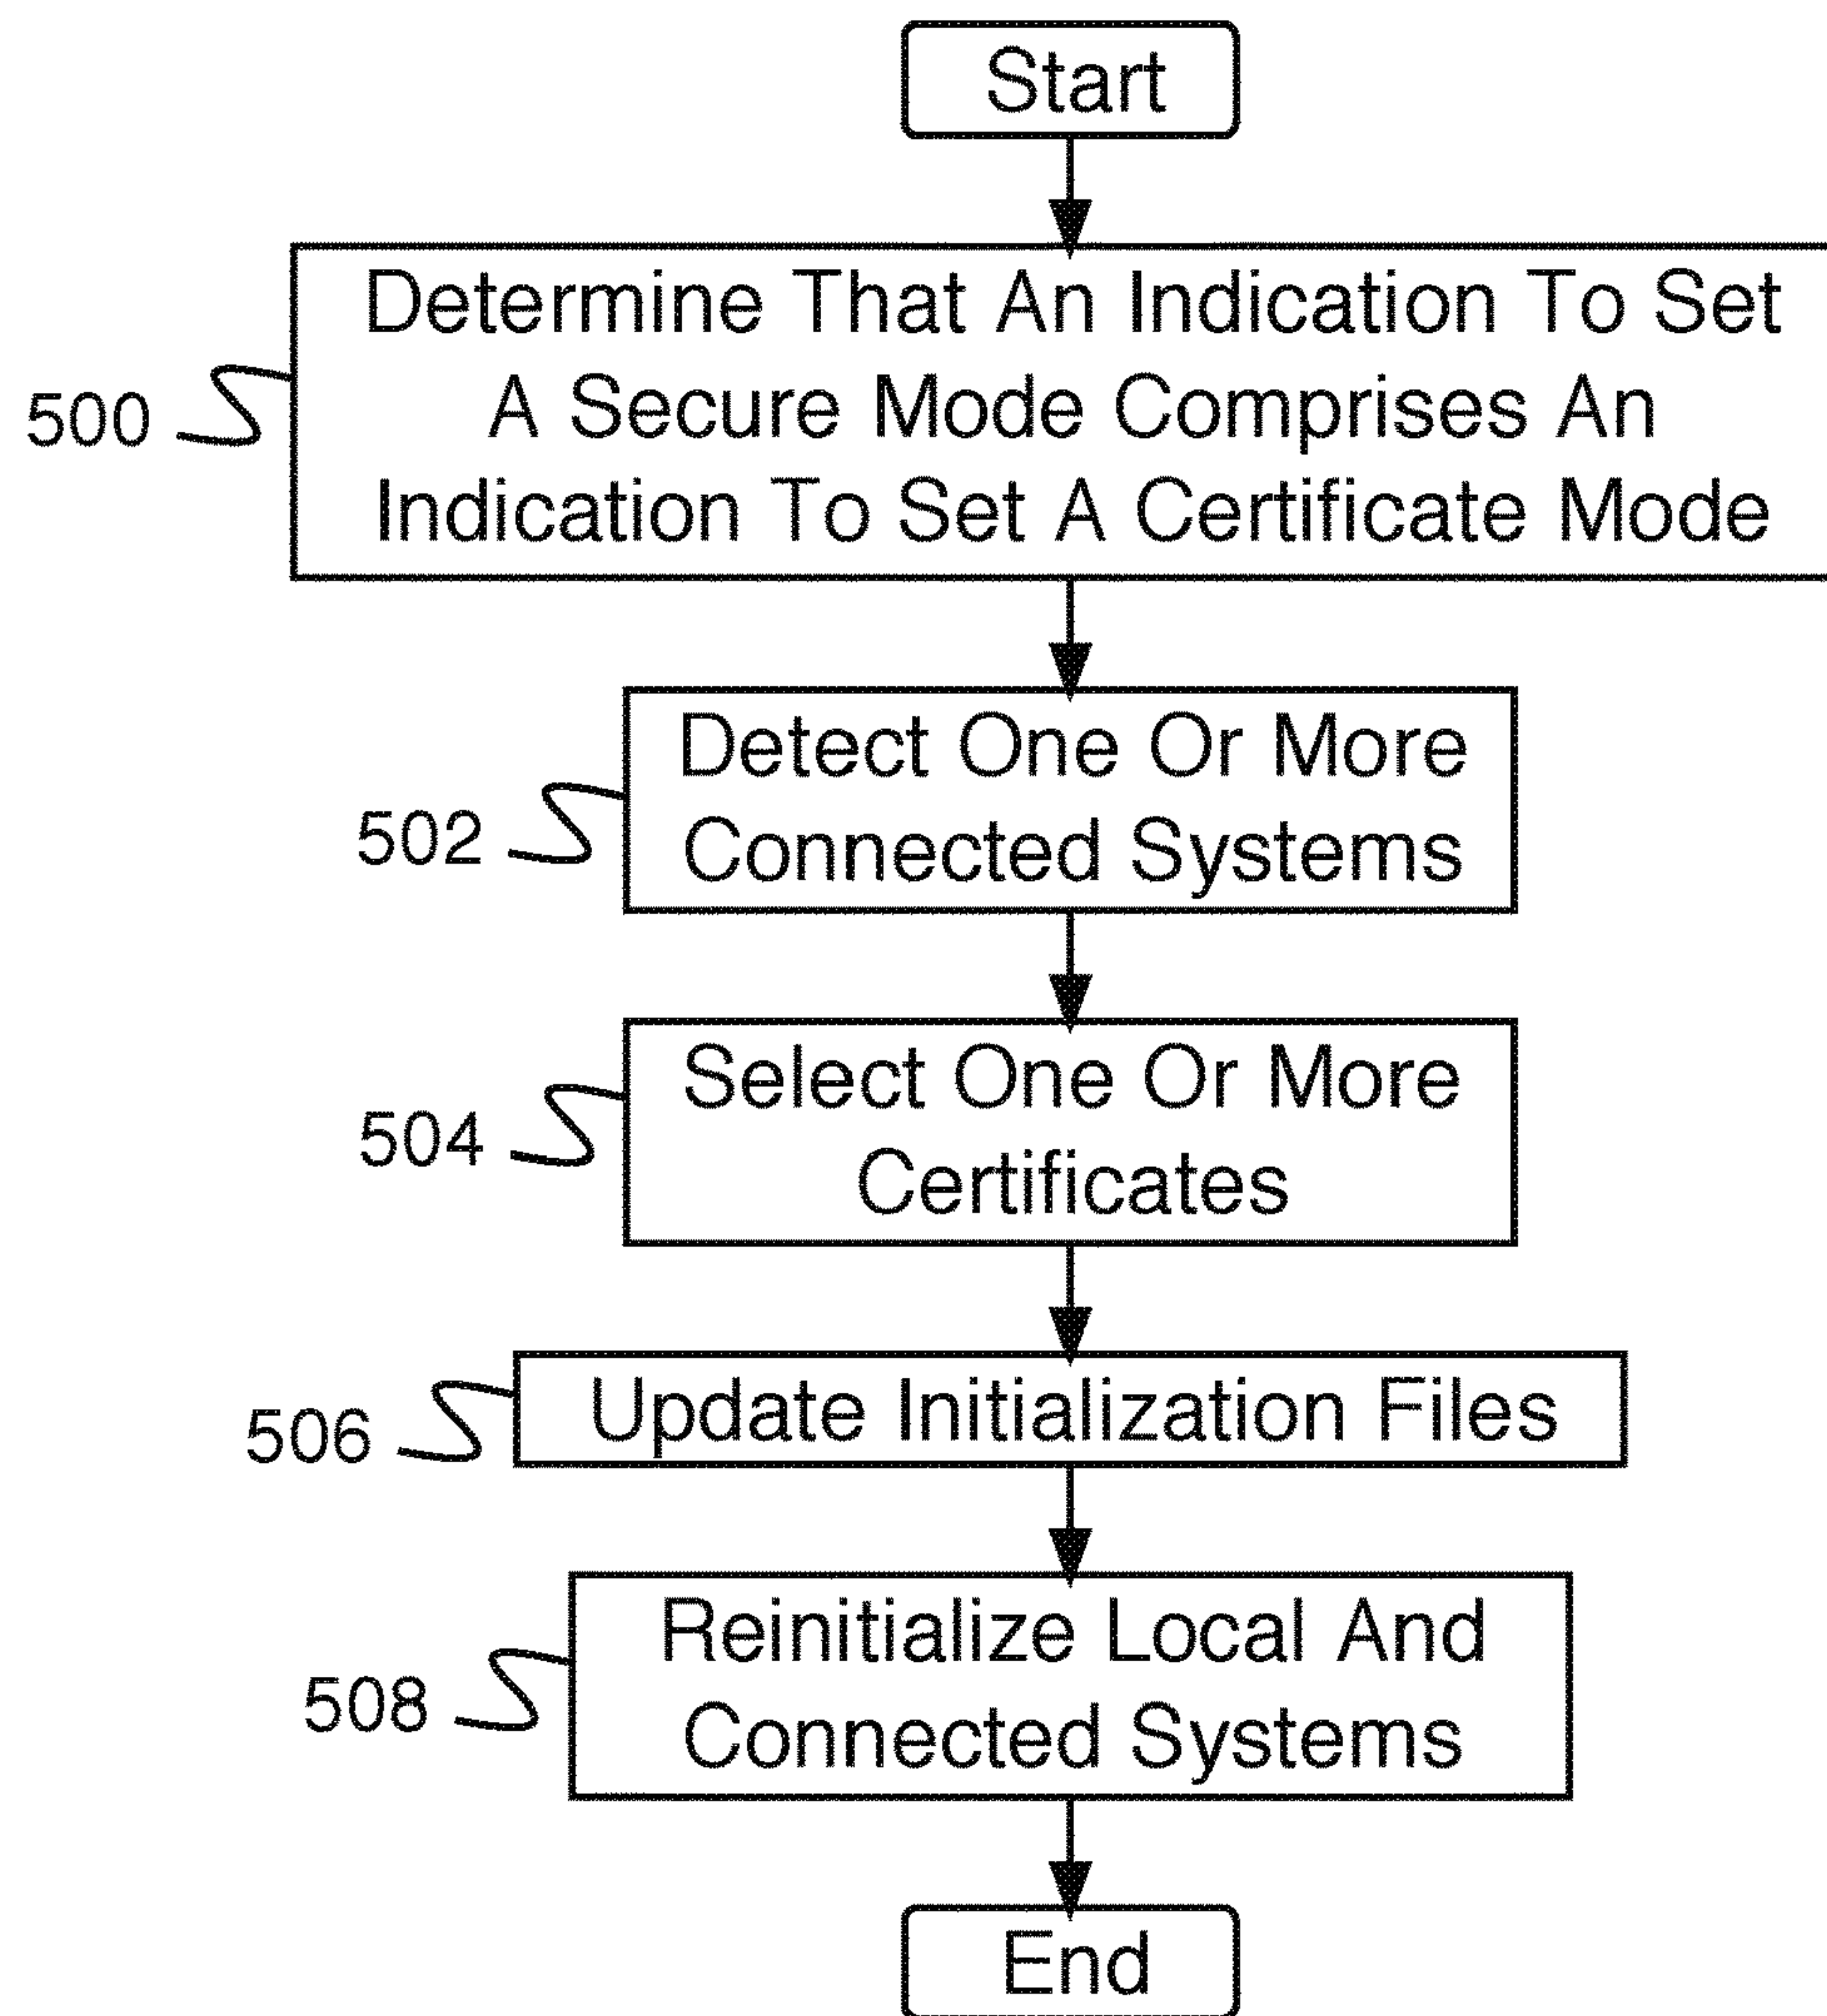 Start
Determine That An Indication To Set
A Secure Mode Comprises An
Indication To Set A Certificate Mode
500
Detect One Or More
Connected Systems
502
Select One Or More
Certificates
504
Update Initialization Files
506
Reinitialize Local And
Connected Systems
508
End